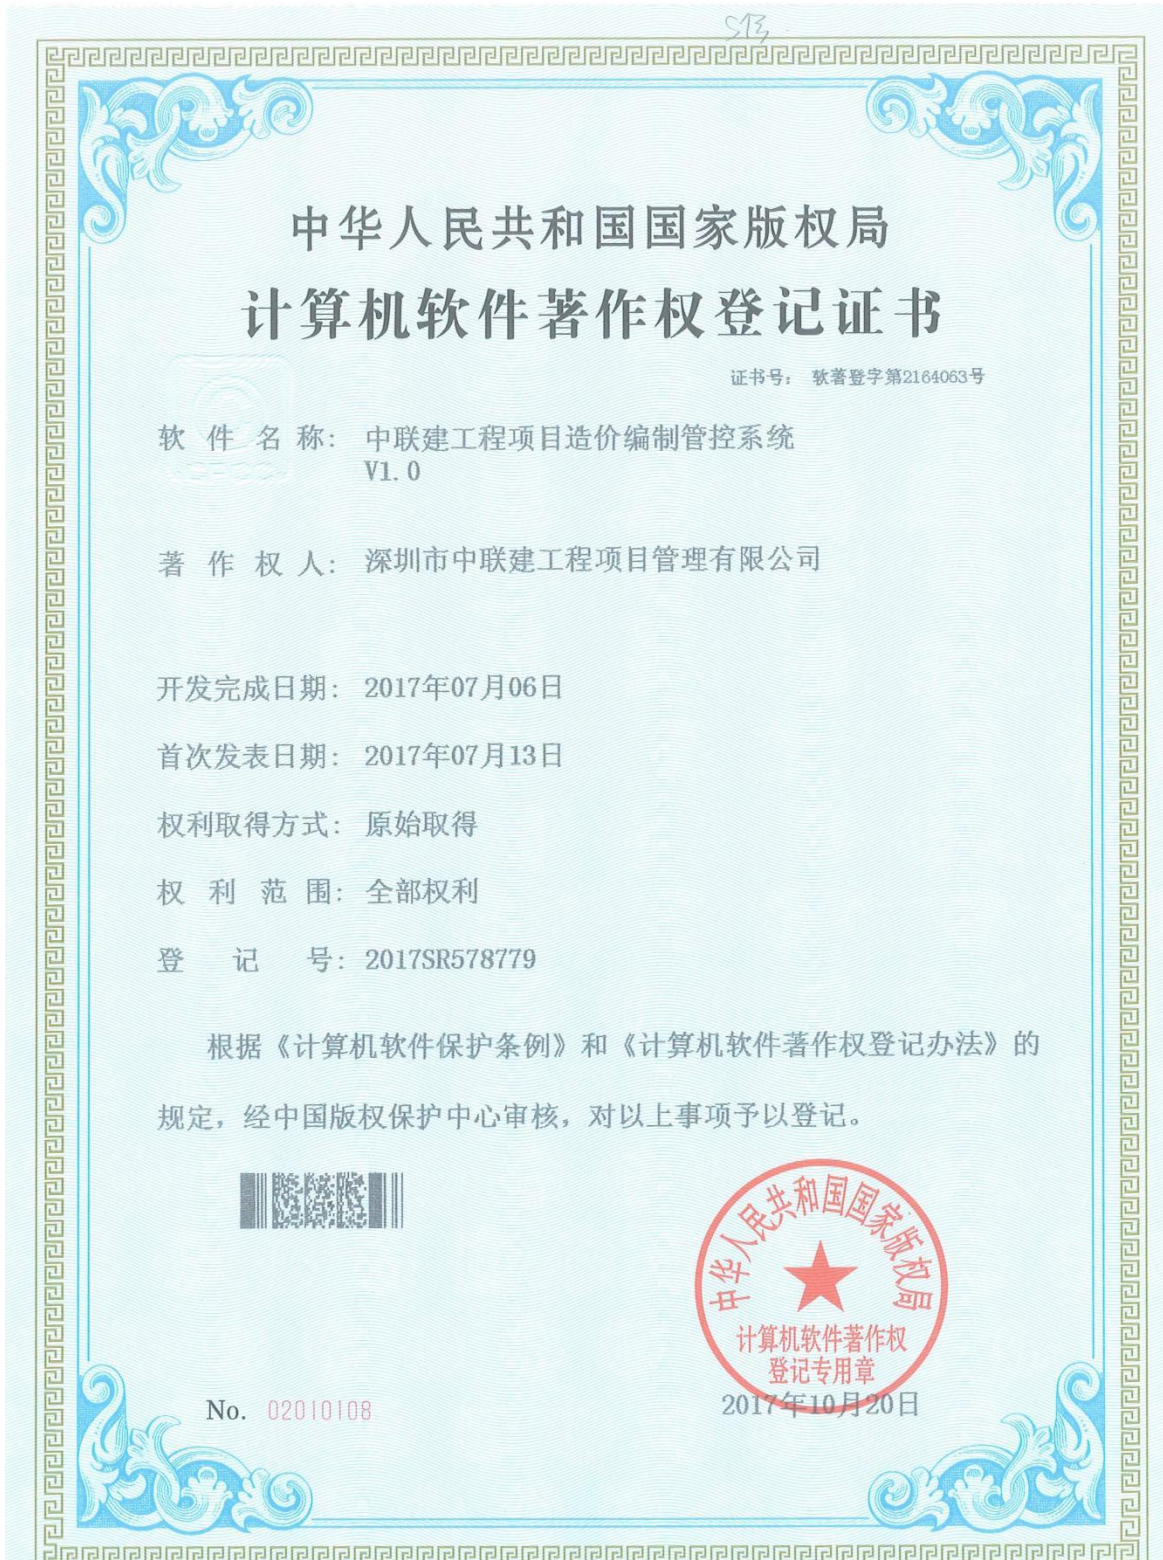 中华人民共和国国家版权局
计算机软件著作权登记证书
证书号： 软著登字第2164063号
软件名称： 中联建工程项目造价编制管控系统
V1.0
著作权人： 深圳市中联建工程项目管理有限公司
开发完成日期： 2017年07月06日
首次发表日期： 2017年07月13日
权利取得方式： 原始取得
权利范围： 全部权利
登记号： 2017SR578779
根据《计算机软件保护条例》和《计算机软件著作权登记办法》的
规定，经中国版权保护中心审核，对以上事项予以登记。
中华人民共和国国家版权局
计算机软件著作权
登记专用章
No. 02010108
2017年10月20日